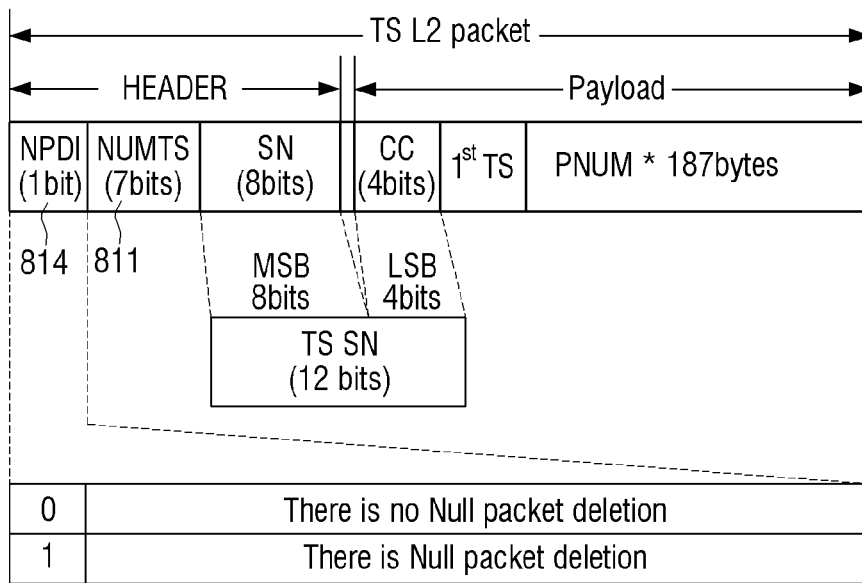 TS L2 packet
HEADER
Payload
NPDI
(1bit)
NUMTS
(7bits)
SN
(8bits)
CC
(4bits)
1st TS
PNUM * 187bytes
814
811
MSB
8bits
LSB
4bits
TS SN
(12 bits)
0
There is no Null packet deletion
1
There is Null packet deletion